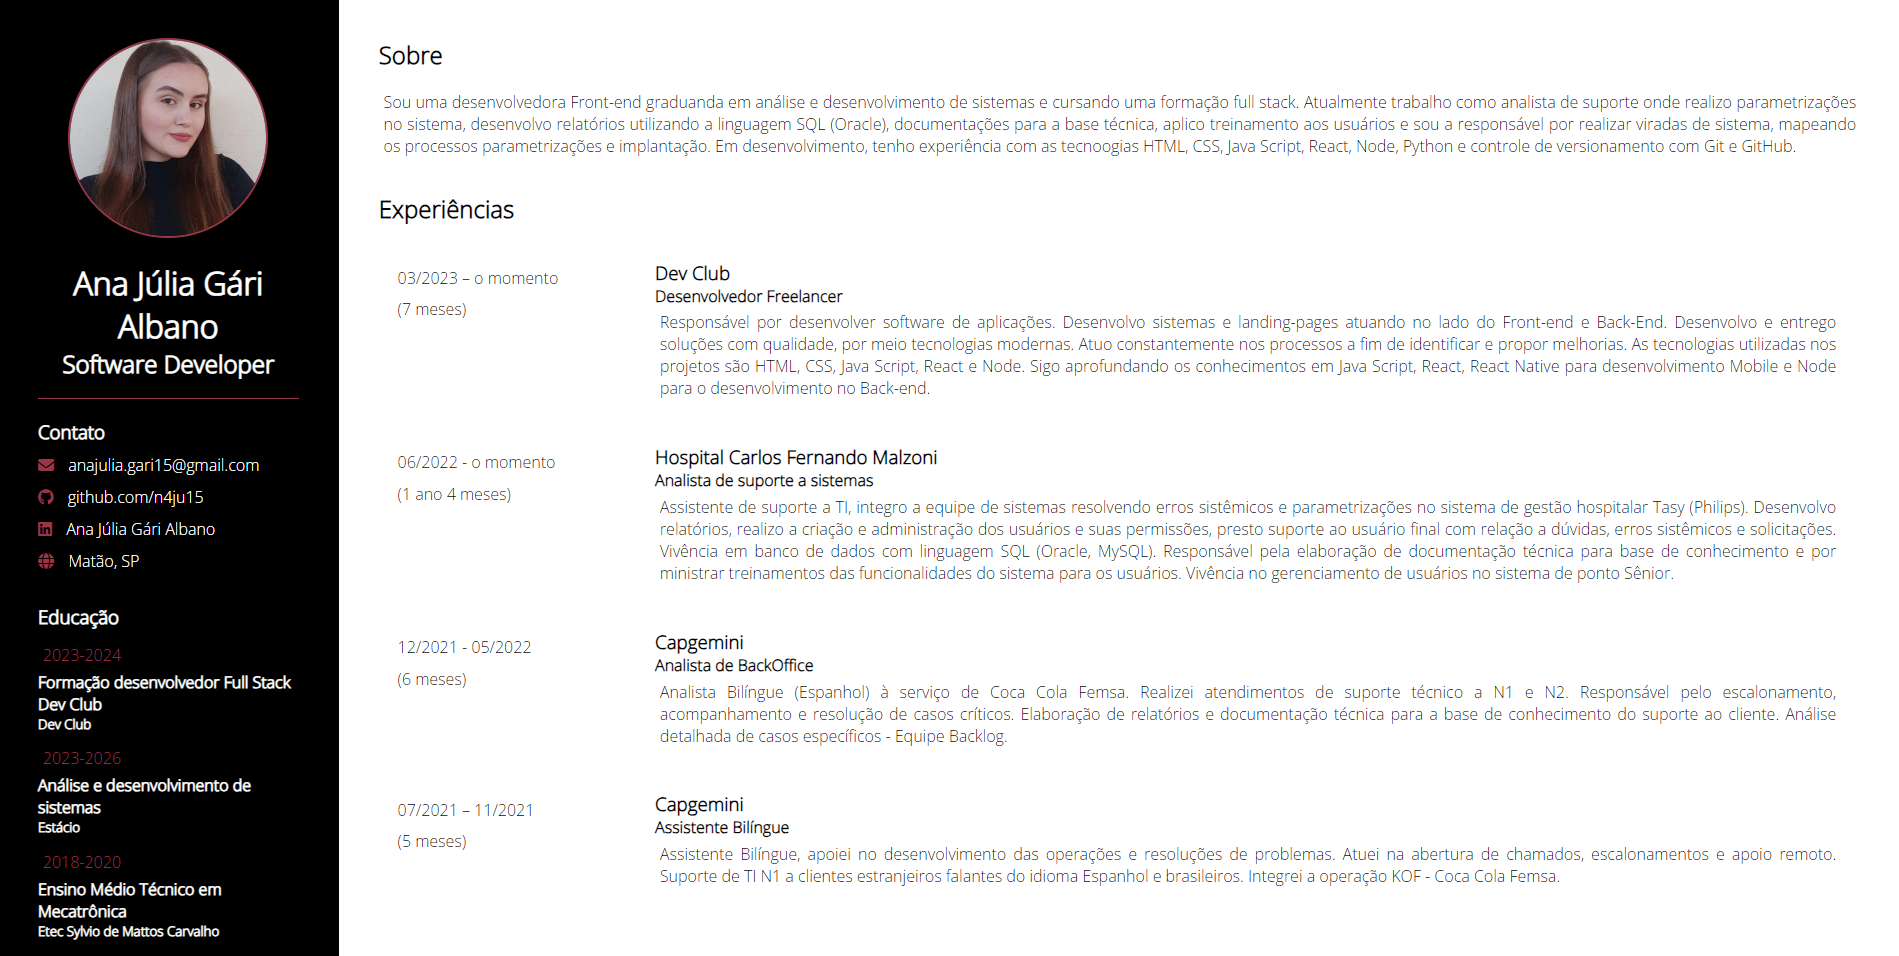 Ana Júlia Gári
Albano
Software Developer
Contato
anajulia.gari15@gmail.com
github.com/n4ju15
Ana Júlia Gári Albano
Matão, SP
Educação
2023-2024
Formação desenvolvedor Full Stack
Dev Club
Dev Club
2023-2026
Análise e desenvolvimento de
sistemas
Estácio
2018-2020
Ensino Médio Técnico em
Mecatrônica
Etec Sylvio de Mattos Carvalho
Sobre
Sou uma desenvolvedora Front-end graduanda em análise e desenvolvimento de sistemas e cursando uma formação full stack. Atualmente trabalho como analista de suporte onde realizo parametrizações
no sistema, desenvolvo relatórios utilizando a linguagem SQL (Oracle), documentações para a base técnica, aplico treinamento aos usuários e sou a responsável por realizar viradas de sistema, mapeando
os processos parametrizações e implantação. Em desenvolvimento, tenho experiência com as tecnoogias HTML, CSS, Java Script, React, Node, Python e controle de versionamento com Git e GitHub.
Experiências
03/2023 – o momento
(7 meses)
Dev Club
Desenvolvedor Freelancer
Responsável por desenvolver software de aplicações. Desenvolvo sistemas e landing-pages atuando no lado do Front-end e Back-End. Desenvolvo e entrego
soluções com qualidade, por meio tecnologias modernas. Atuo constantemente nos processos a fim de identificar e propor melhorias. As tecnologias utilizadas nos
projetos são HTML, CSS, Java Script, React e Node. Sigo aprofundando os conhecimentos em Java Script, React, React Native para desenvolvimento Mobile e Node
para o desenvolvimento no Back-end.
06/2022 - o momento
(1 ano 4 meses)
Hospital Carlos Fernando Malzoni
Analista de suporte a sistemas
Assistente de suporte a TI, integro a equipe de sistemas resolvendo erros sistêmicos e parametrizações no sistema de gestão hospitalar Tasy (Philips). Desenvolvo
relatórios, realizo a criação e administração dos usuários e suas permissões, presto suporte ao usuário final com relação a dúvidas, erros sistêmicos e solicitações.
Vivência em banco de dados com linguagem SQL (Oracle, MySQL). Responsável pela elaboração de documentação técnica para base de conhecimento e por
ministrar treinamentos das funcionalidades do sistema para os usuários. Vivência no gerenciamento de usuários no sistema de ponto Sênior.
12/2021 - 05/2022
(6 meses)
Capgemini
Analista de BackOffice
Analista Bilíngue (Espanhol) à serviço de Coca Cola Femsa. Realizei atendimentos de suporte técnico a N1 e N2. Responsável pelo escalonamento,
acompanhamento e resolução de casos críticos. Elaboração de relatórios e documentação técnica para a base de conhecimento do suporte ao cliente. Análise
detalhada de casos específicos - Equipe Backlog.
07/2021 – 11/2021
(5 meses)
Capgemini
Assistente Bilíngue
Assistente Bilíngue, apoiei no desenvolvimento das operações e resoluções de problemas. Atuei na abertura de chamados, escalonamentos e apoio remoto.
Suporte de TI N1 a clientes estranjeiros falantes do idioma Espanhol e brasileiros. Integrei a operação KOF - Coca Cola Femsa.